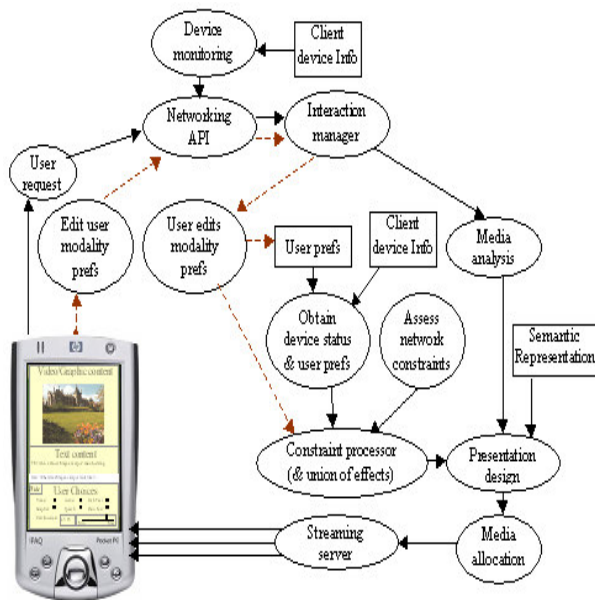 Device
monitoring
Client
device Info
Networking
API
Interaction
manager
User
request
Edit user
modality
prefs
User edits
modality
prefs
User prefs
Client
device Info
Media
analysis
Obtain
device status
& user prefs
Assess
network
constraints
Semantic
Representation
Constraint processor
(& union of effects)
Presentation
design
Streaming
server
Media
allocation
hp
Video/Graphic content
Text content
User Choices
iPAQ
Pocket PC